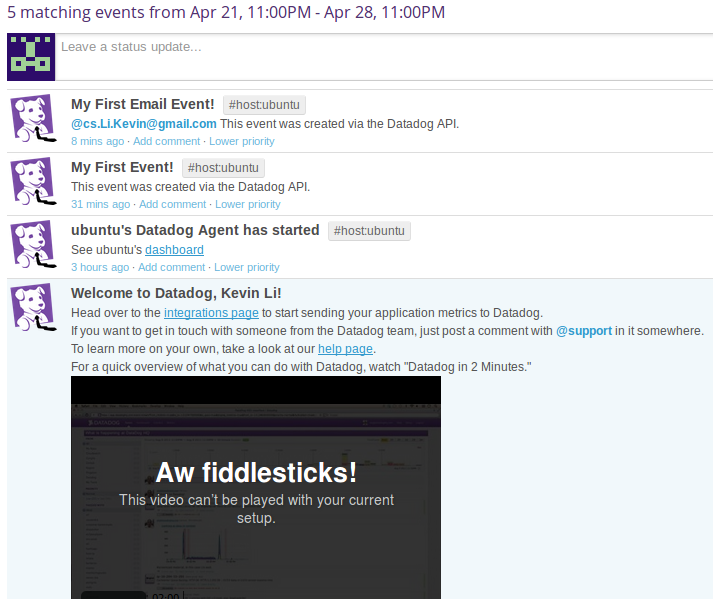 5 matching events from Apr 21, 11:00PM - Apr 28, 11:00PM
Leave a status update...
My First Email Event! #host:ubuntu
@cs.Li.Kevin@gmail.com This event was created via the Datadog API.
8 mins ago · Add comment · Lower priority
My First Event! #host:ubuntu
This event was created via the Datadog API.
31 mins ago · Add comment · Lower priority
ubuntu's Datadog Agent has started #host:ubuntu
See ubuntu's dashboard
3 hours ago · Add comment · Lower priority
Welcome to Datadog, Kevin Li!
Head over to the integrations page to start sending your application metrics to Datadog.
If you want to get in touch with someone from the Datadog team, just post a comment with @support in it somewhere.
To learn more on your own, take a look at our help page.
For a quick overview of what you can do with Datadog, watch "Datadog in 2 Minutes."
Aw fiddlesticks!
This video can't be played with your current
setup.